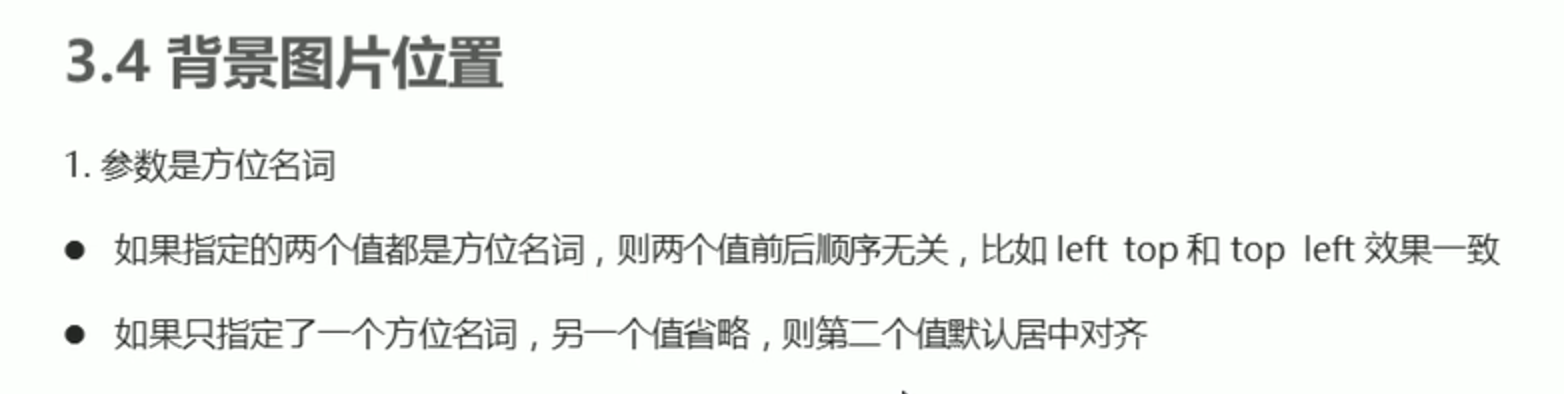 3.4 背景图片位置
1. 参数是方位名词
● 如果指定的两个值都是方位名词，则两个值前后顺序无关，比如 left  top 和 top  left 效果一致
● 如果只指定了一个方位名词，另一个值省略，则第二个值默认居中对齐